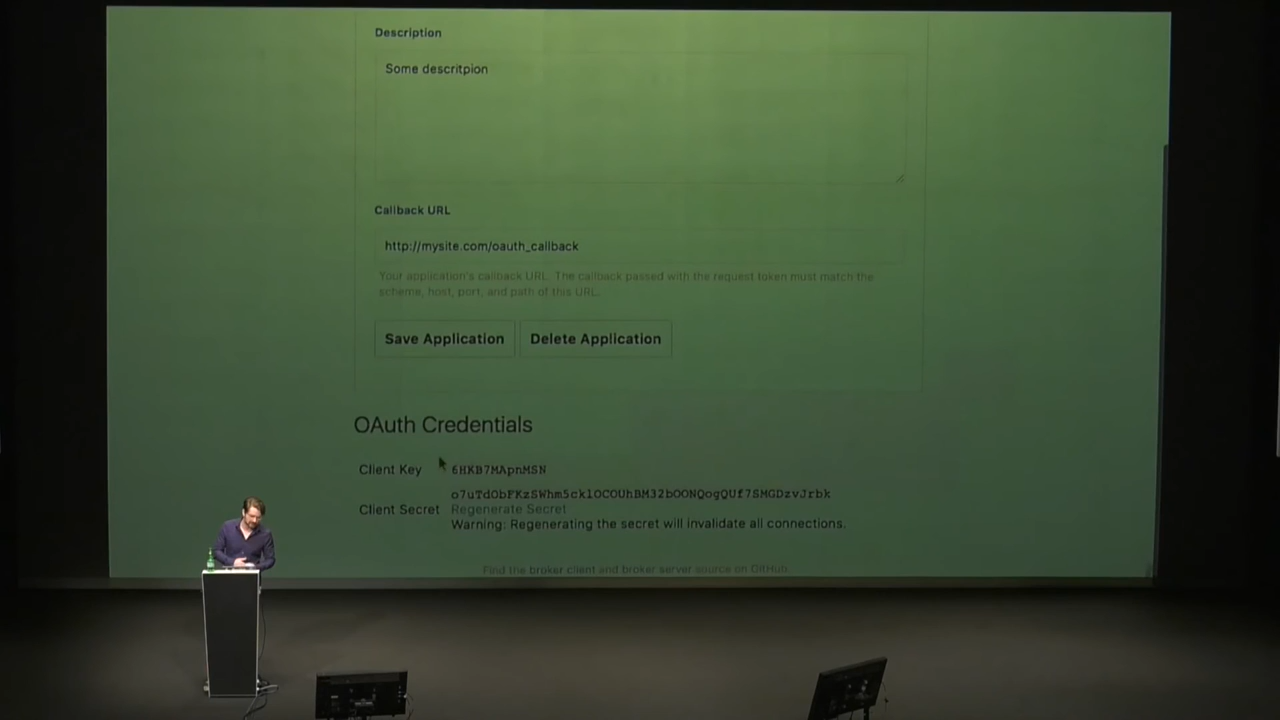 Description
Some descritpion
Callback URL
http://mysite.com/oauth_callback
Your application's callback URL. The callback passed with the request token must match the
scheme, host, port, and path of this URL.
Save Application
Delete Application
OAuth Credentials
Client Key
6HKB7MApnMSN
Client Secret
Regenerate Secret
Warning: Regenerating the secret will invalidate all connections.
Find the broker client and broker server source on GitHub.